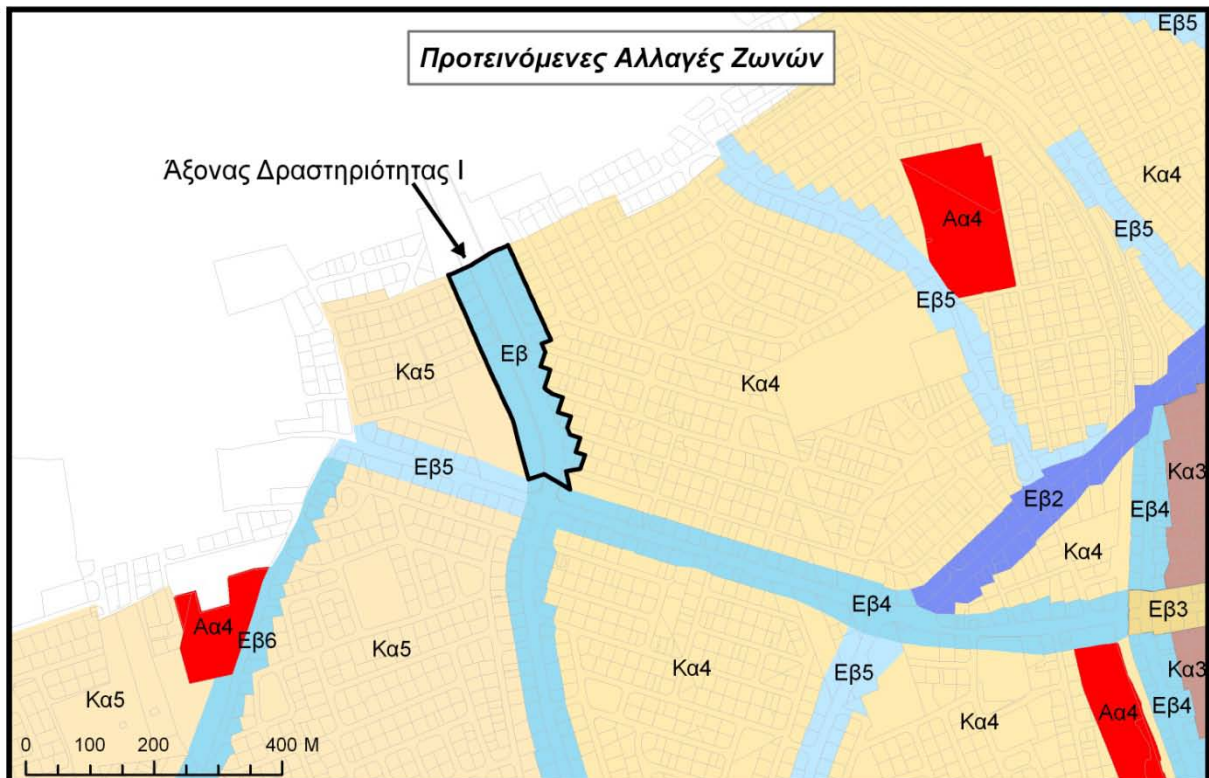 Εβ5
Προτεινόμενες Αλλαγές Ζωνών
Άξονας Δραστηριότητας Ι
Κα4
Αα4
Εβ5
Εβ5
Εβ
Κα5
Κα4
Εβ5
Κα3
Εβ2
Εβ4
Κα4
Εβ4
Εβ3
Αα4
Εβ6
Κα5
Κα4
Εβ5
Κα3
Κα5
Εβ4
Κα4
Αα4
0 100 200 400 M